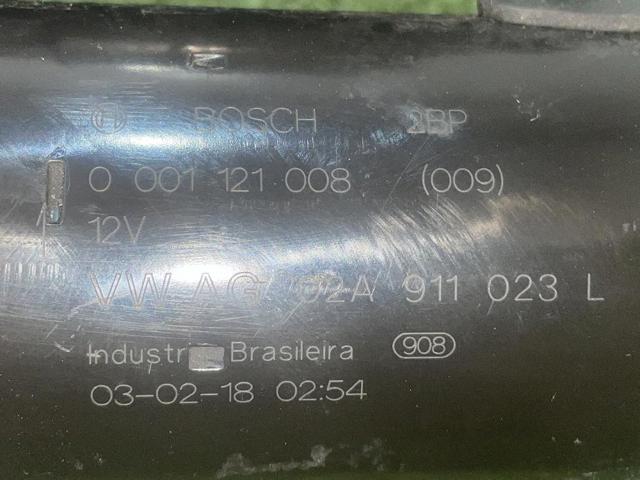 BOSCH 2BP
0 001 121 008 (009)
12V
VW AG 02A 911 023 L
Industr Brasileira 908
03-02-18 02:54